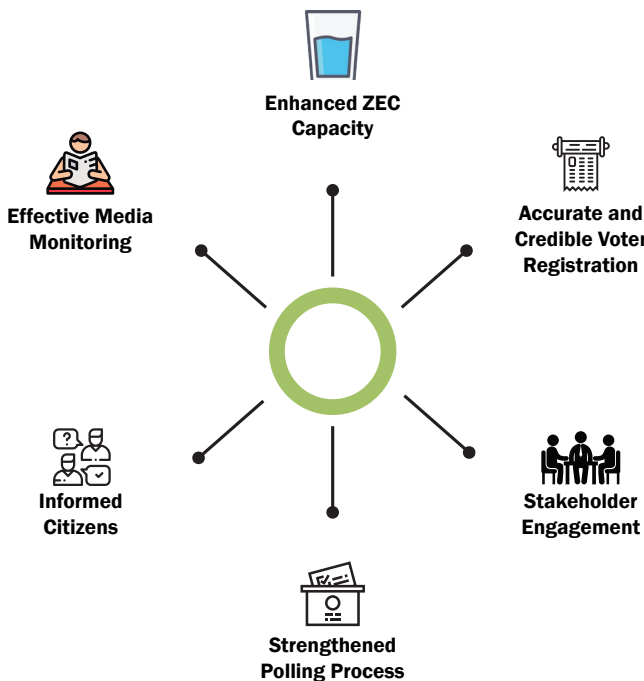 Enhanced ZEC
Capacity
Effective Media
Monitoring
Accurate and
Credible Voter
Registration
Informed
Citizens
Stakeholder
Engagement
Strengthened
Polling Process